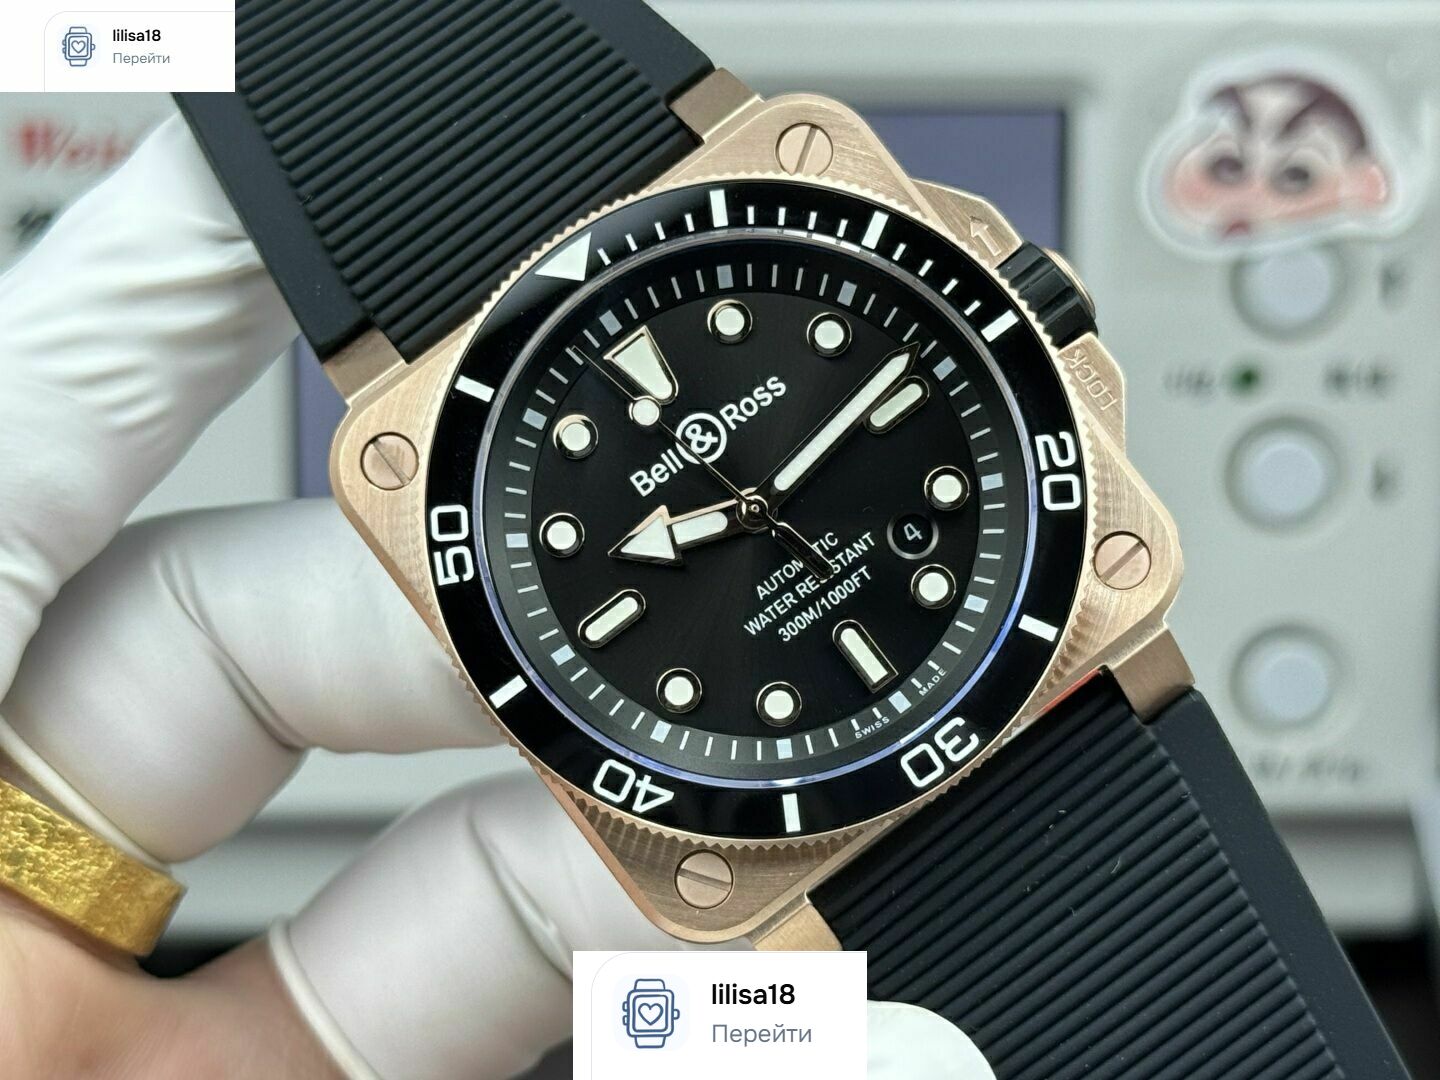 lilisa18
Перейти
LOCK
Bell & Ross
20
50
4
AUTOMATIC
WATER RESISTANT
300M/1000FT
SWISS MADE
30
40
lilisa18
Перейти